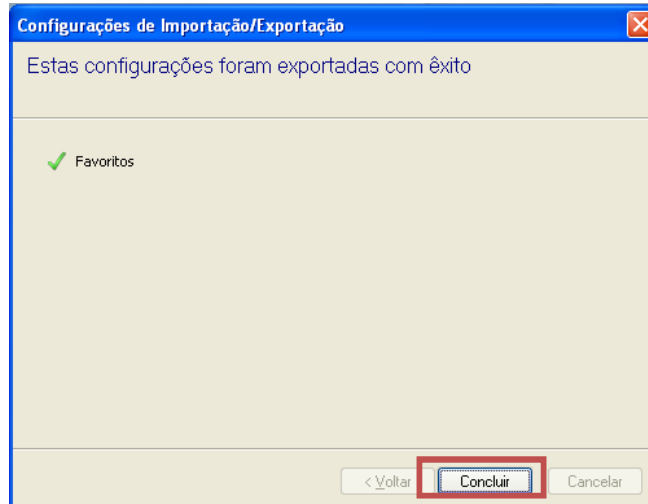 Configurações de Importação/Exportação
Estas configurações foram exportadas com êxito
Favoritos
< Voltar
Concluir
Cancelar